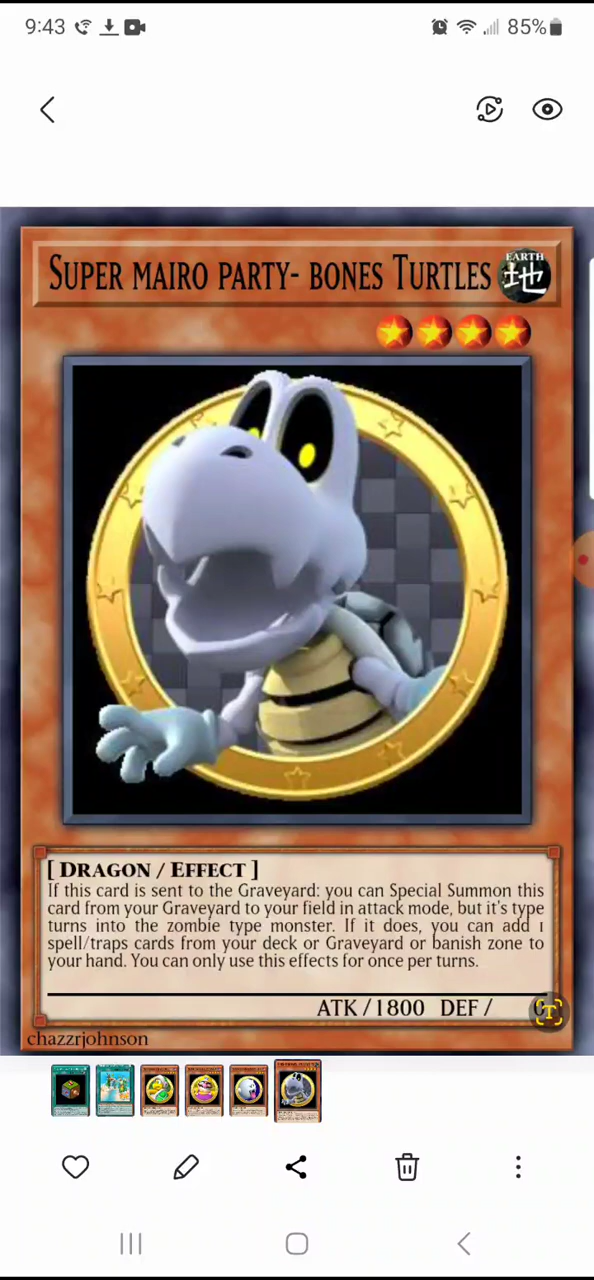 9:43
85%
SUPER MAIRO PARTY- BONES TURTLES
EARTH
地
[ DRAGON / EFFECT ]
If this card is sent to the Graveyard: you can Special Summon this
card from your Graveyard to your field in attack mode, but it's type
turns into the zombie type monster. If it does, you can add 1
spell/traps cards from your deck or Graveyard or banish zone to
your hand. You can only use this effects for once per turns.
ATK / 1800 DEF /
T
chazzrjohnson